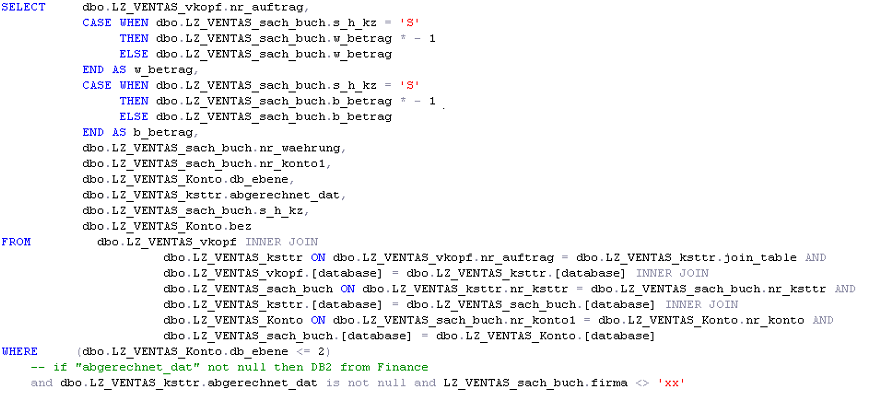 SELECT dbo.LZ_VENTAS_vkopf.nr_auftrag,
CASE WHEN dbo.LZ_VENTAS_sach_buch.s_h_kz = 'S'
THEN dbo.LZ_VENTAS_sach_buch.w_betrag * - 1
ELSE dbo.LZ_VENTAS_sach_buch.w_betrag
END AS w_betrag,
CASE WHEN dbo.LZ_VENTAS_sach_buch.s_h_kz = 'S'
THEN dbo.LZ_VENTAS_sach_buch.b_betrag * - 1
ELSE dbo.LZ_VENTAS_sach_buch.b_betrag
END AS b_betrag,
dbo.LZ_VENTAS_sach_buch.nr_waehrung,
dbo.LZ_VENTAS_sach_buch.nr_konto1,
dbo.LZ_VENTAS_Konto.db_ebene,
dbo.LZ_VENTAS_ksttr.abgerechnet_dat,
dbo.LZ_VENTAS_sach_buch.s_h_kz,
dbo.LZ_VENTAS_Konto.bez
FROM dbo.LZ_VENTAS_vkopf INNER JOIN
dbo.LZ_VENTAS_ksttr ON dbo.LZ_VENTAS_vkopf.nr_auftrag = dbo.LZ_VENTAS_ksttr.join_table AND
dbo.LZ_VENTAS_vkopf.[database] = dbo.LZ_VENTAS_ksttr.[database] INNER JOIN
dbo.LZ_VENTAS_sach_buch ON dbo.LZ_VENTAS_ksttr.nr_ksttr = dbo.LZ_VENTAS_sach_buch.nr_ksttr AND
dbo.LZ_VENTAS_ksttr.[database] = dbo.LZ_VENTAS_sach_buch.[database] INNER JOIN
dbo.LZ_VENTAS_Konto ON dbo.LZ_VENTAS_sach_buch.nr_konto1 = dbo.LZ_VENTAS_Konto.nr_konto AND
dbo.LZ_VENTAS_sach_buch.[database] = dbo.LZ_VENTAS_Konto.[database]
WHERE (dbo.LZ_VENTAS_Konto.db_ebene <= 2)
-- if "abgerechnet_dat" not null then DB2 from Finance
and dbo.LZ_VENTAS_ksttr.abgerechnet_dat is not null and LZ_VENTAS_sach_buch.firma <> 'xx'